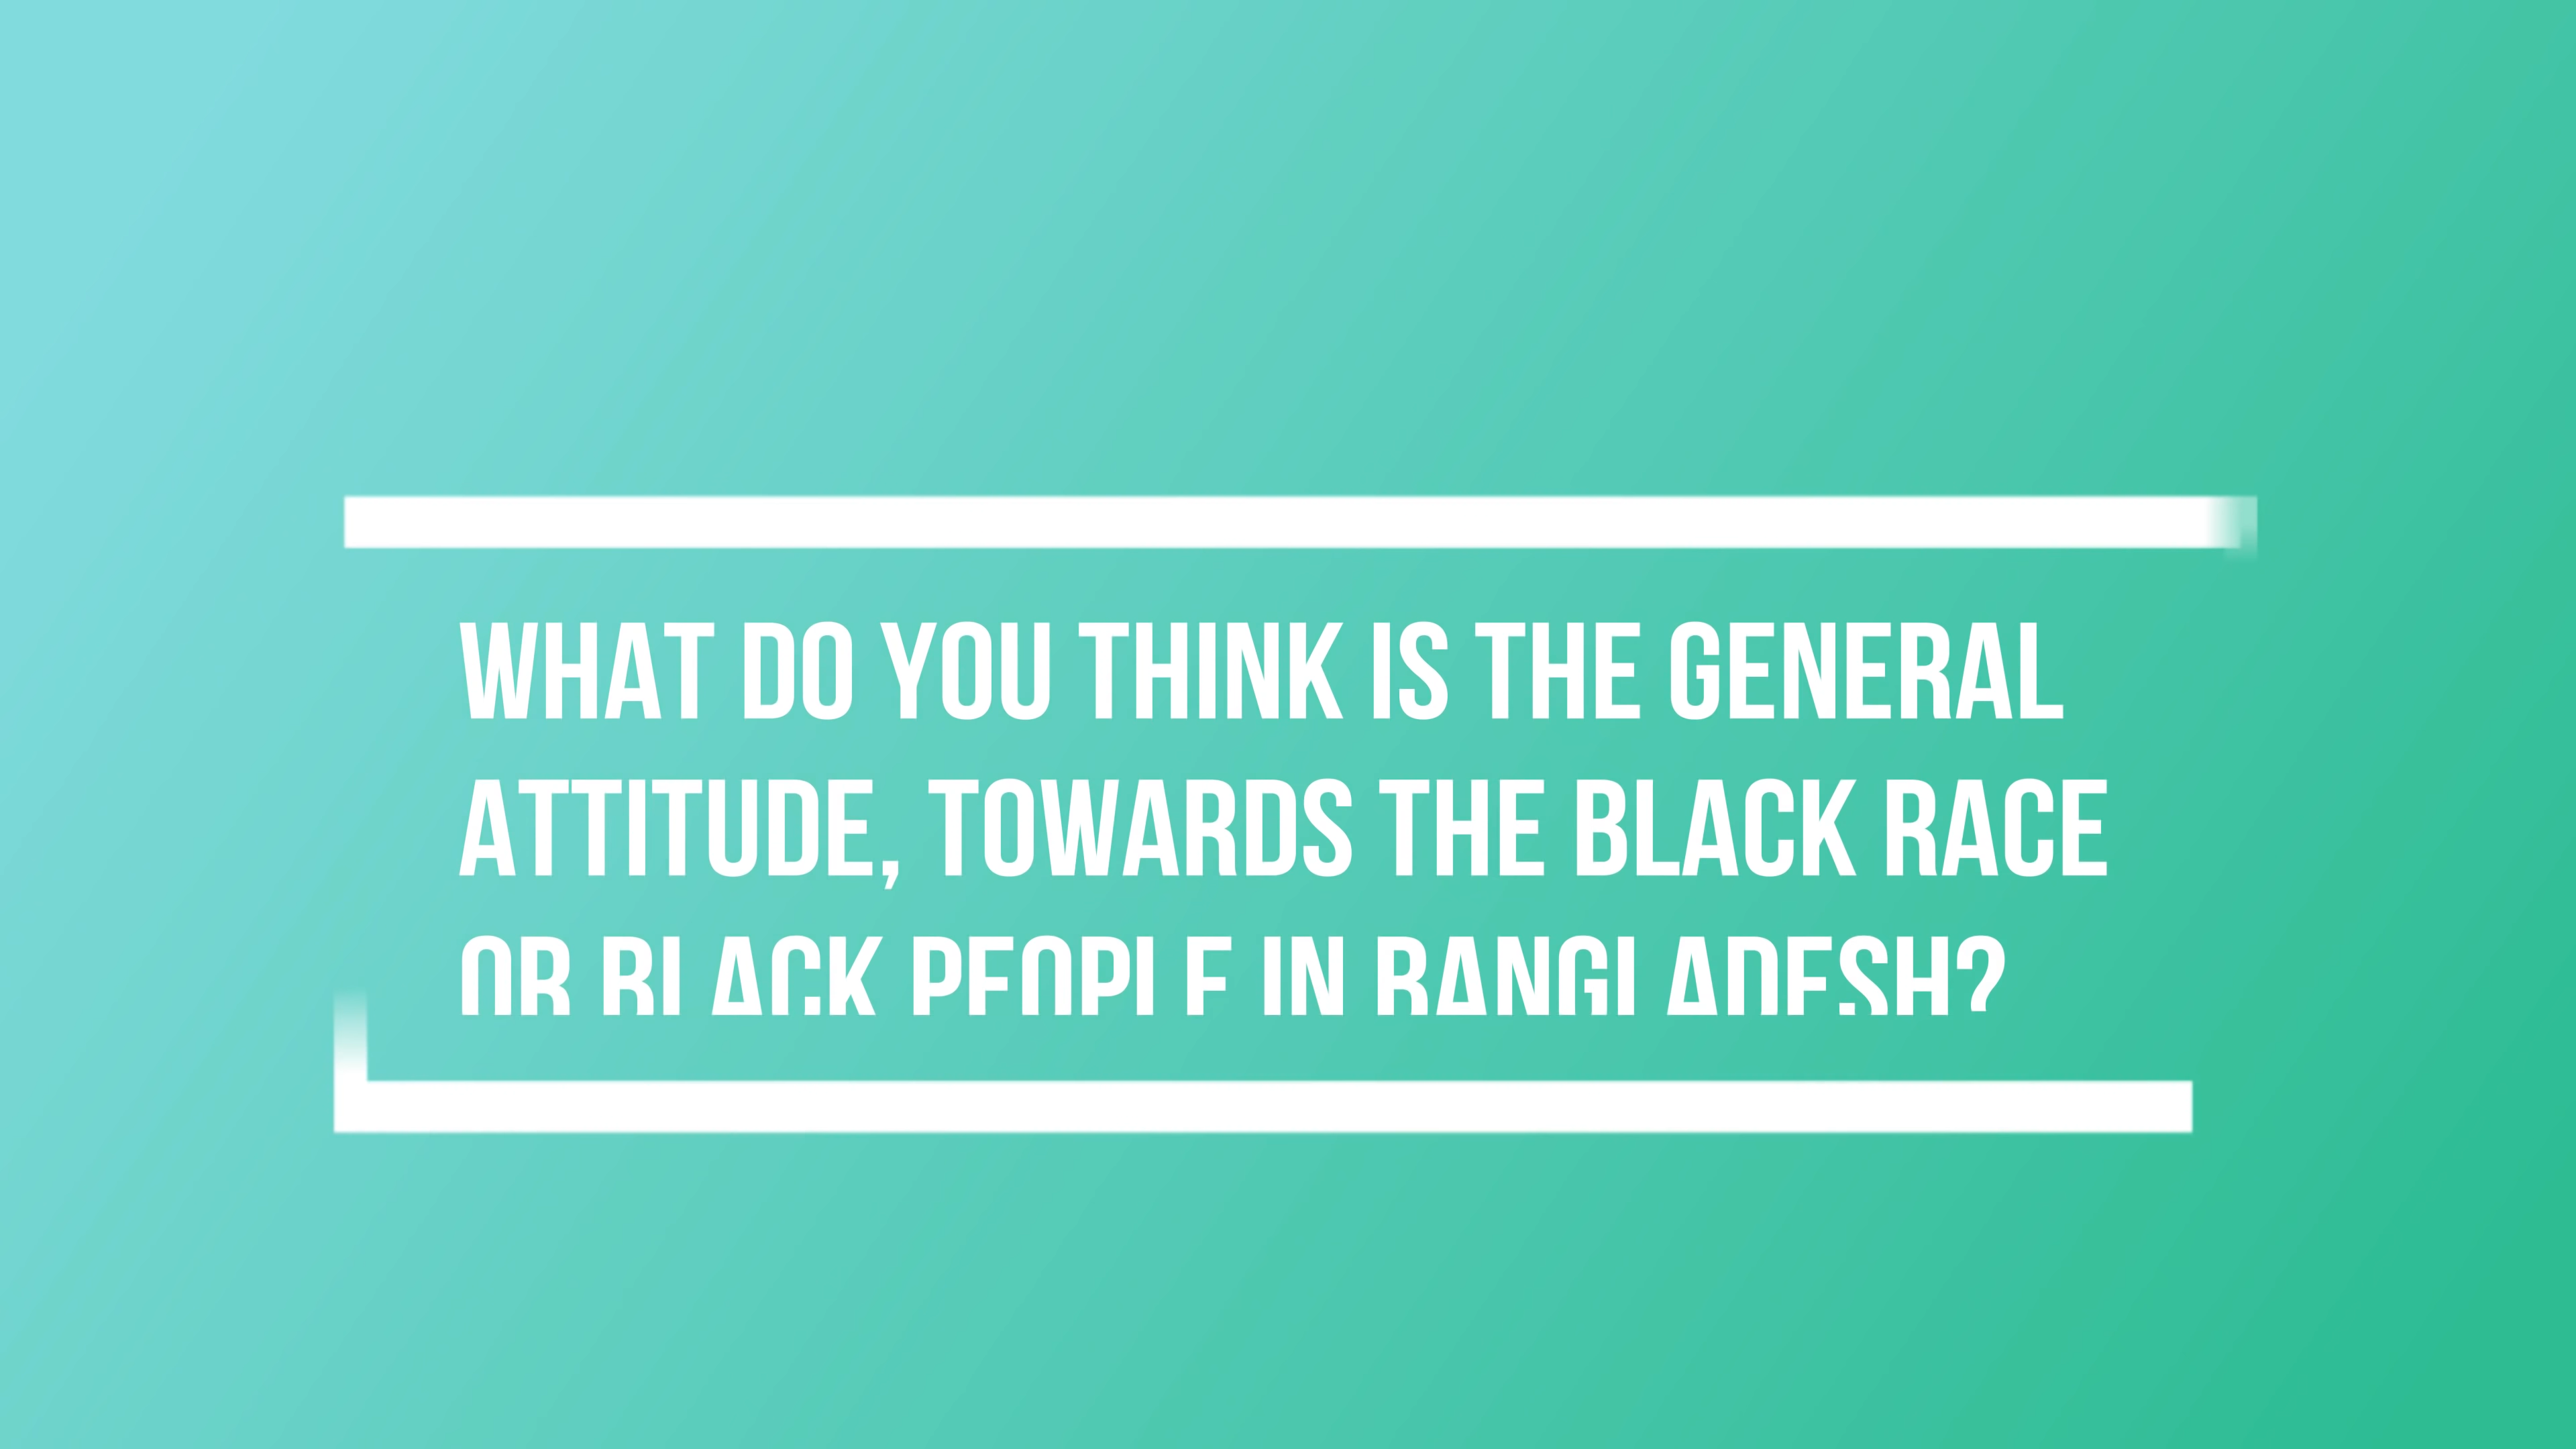 WHAT DO YOU THINK IS THE GENERAL
ATTITUDE, TOWARDS THE BLACK RACE
OR BLACK PEOPLE IN BANGLADESH?